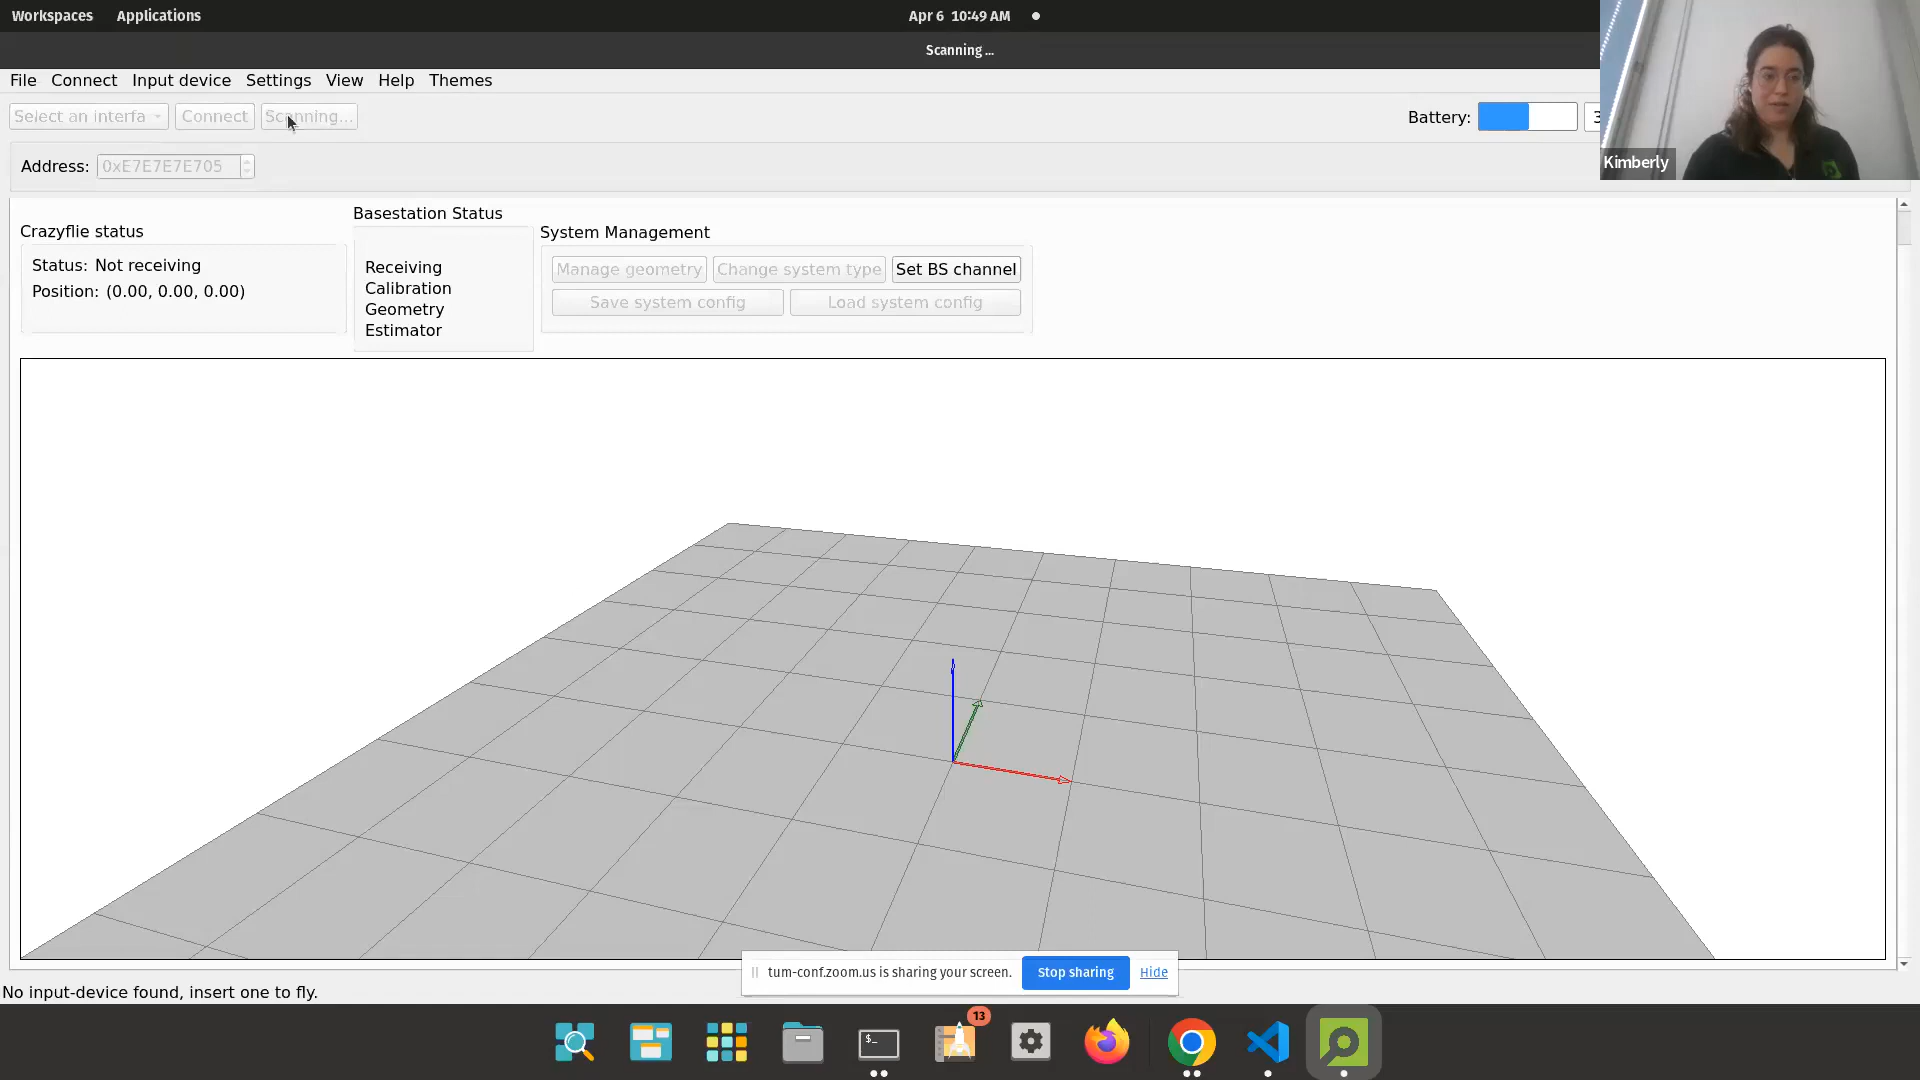 Workspaces Applications Apr 6 10:49 AM
Scanning ...
File Connect Input device Settings View Help Themes
Select an interfa Connect Scanning... Battery: 3
Kimberly
Address: 0xE7E7E7E705
Basestation Status
Crazyflie status
System Management
Status: Not receiving
Position: (0.00, 0.00, 0.00)
Receiving
Calibration
Geometry
Estimator
Manage geometry Change system type Set BS channel
Save system config Load system config
tum-conf.zoom.us is sharing your screen. Stop sharing Hide
No input-device found, insert one to fly.
13
$_